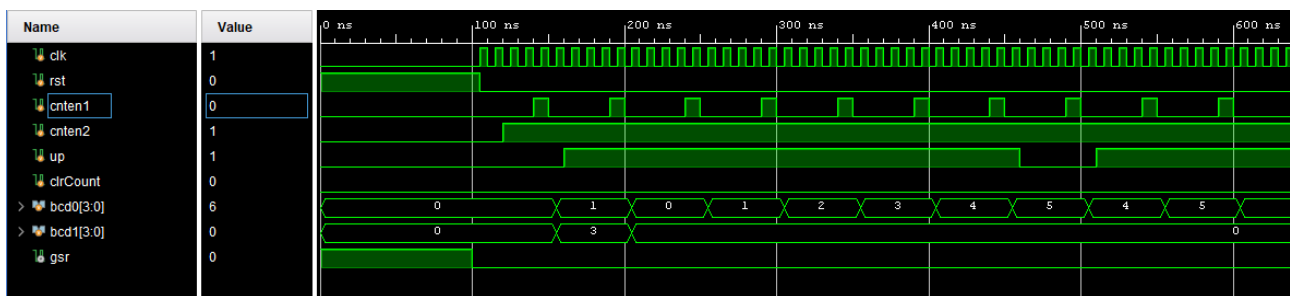 Name Value 0 ns 100 ns 200 ns 300 ns 400 ns 500 ns 600 ns
clk 1
rst 0
cnten1 0
cnten2 1
up 1
clrCount 0
bcd0[3:0] 6 0 1 0 1 2 3 4 5 4 5
bcd1[3:0] 0 0 3 0
gsr 0